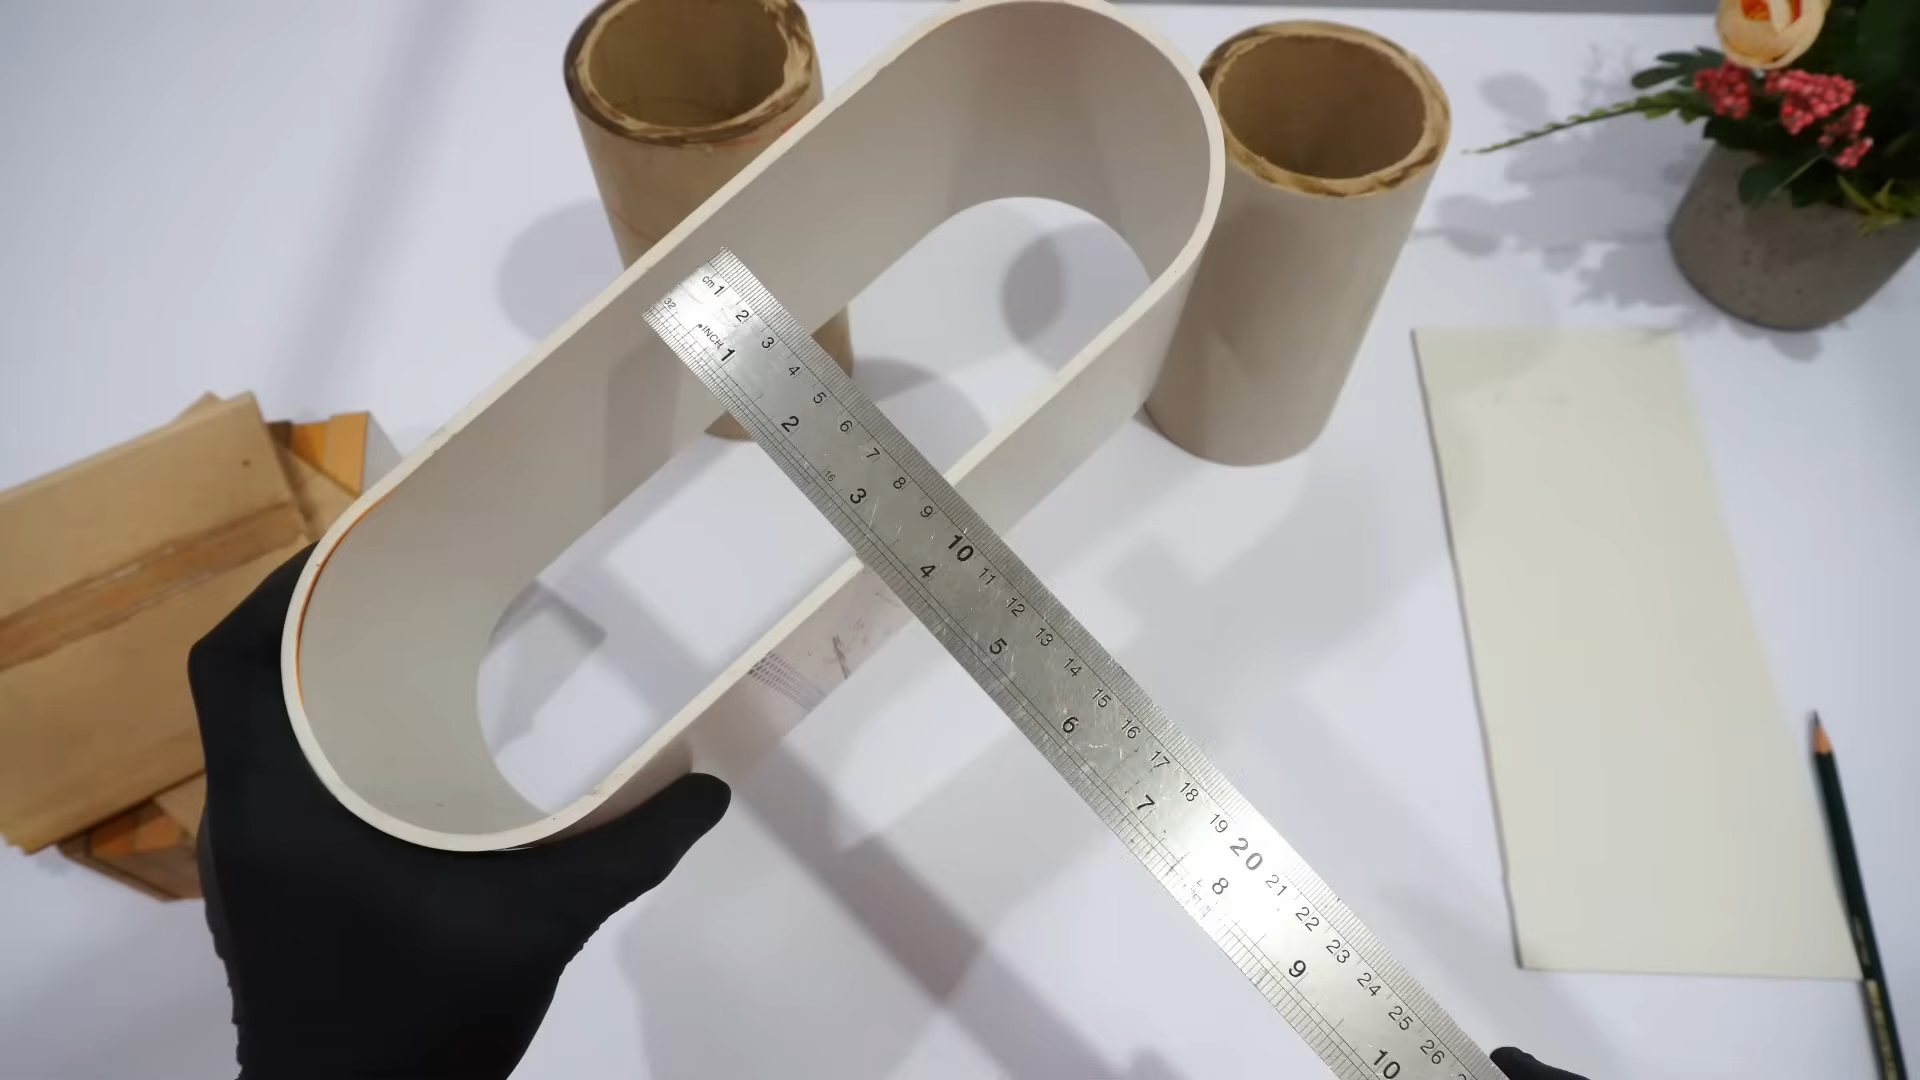 cm 1 2 3 4 5 6 7 8 9 10 11 12 13 14 15 16 17 18 19 20 21 22 23 24 25 26
32
INCH 1 2 3 4 5 6 7 8 9 10
16